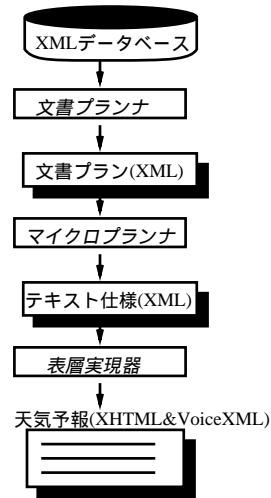 XMLデータベース
文書プランナ
文書プラン(XML)
マイクロプランナ
テキスト仕様(XML)
表層実現器
天気予報(XHTML&VoiceXML)